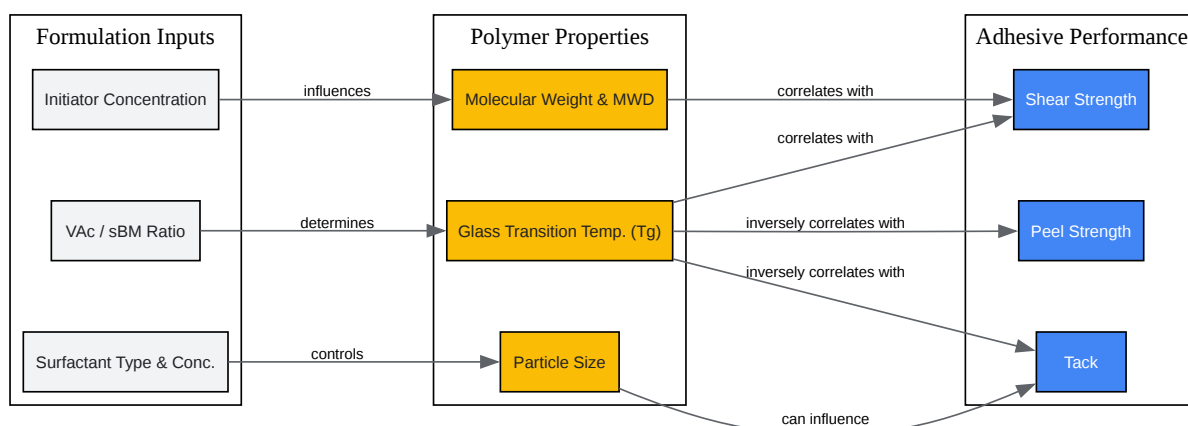 Formulation Inputs
Polymer Properties
Adhesive Performance
Initiator Concentration
influences
Molecular Weight & MWD
correlates with
Shear Strength
correlates with
VAc / sBM Ratio
determines
Glass Transition Temp. (Tg)
inversely correlates with
Peel Strength
inversely correlates with
Surfactant Type & Conc.
controls
Particle Size
Tack
can influence